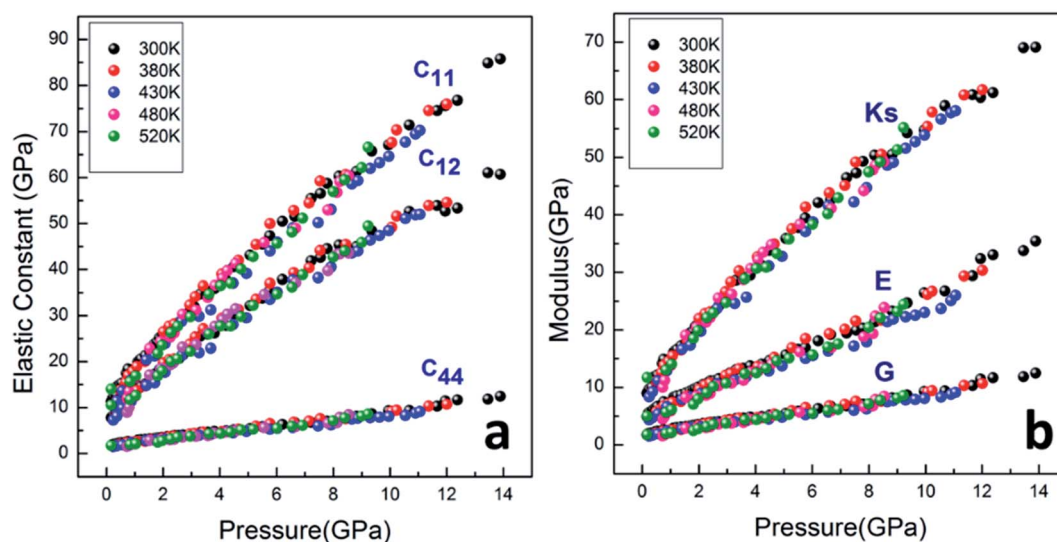 90
80
70
60
50
40
30
20
10
0
Elastic Constant (GPa)
300K
380K
430K
480K
520K
C11
C12
C44
a
0 2 4 6 8 10 12 14
Pressure(GPa)
70
60
50
40
30
20
10
0
Modulus(GPa)
300K
380K
430K
480K
520K
Ks
E
G
b
0 2 4 6 8 10 12 14
Pressure(GPa)